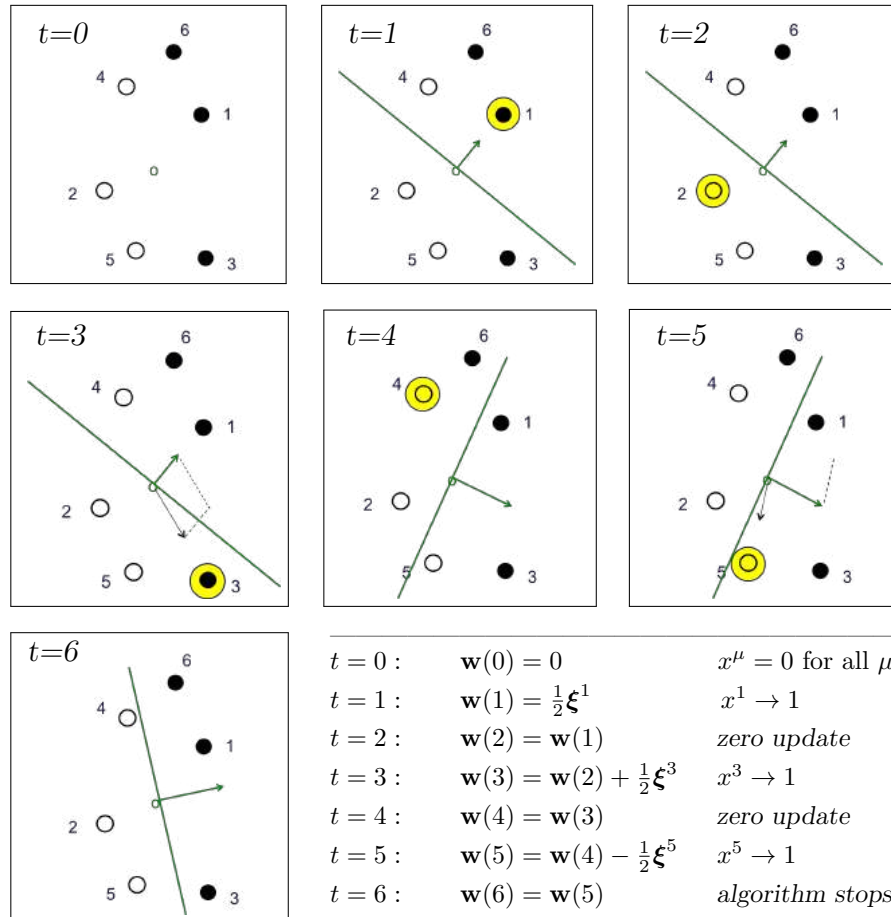 t=0
6
4
1
o
2
5
3
t=1
6
4
1
o
2
5
3
t=2
6
4
1
o
2
5
3
t=3
6
4
1
o
2
5
3
t=4
6
4
1
o
2
5
3
t=5
6
4
1
o
2
5
3
t=6
6
4
1
o
2
5
3
t = 0 : w(0) = 0 x^μ = 0 for all μ
t = 1 : w(1) = ½ξ¹ x¹ → 1
t = 2 : w(2) = w(1) zero update
t = 3 : w(3) = w(2) + ½ξ³ x³ → 1
t = 4 : w(4) = w(3) zero update
t = 5 : w(5) = w(4) − ½ξ⁵ x⁵ → 1
t = 6 : w(6) = w(5) algorithm stops